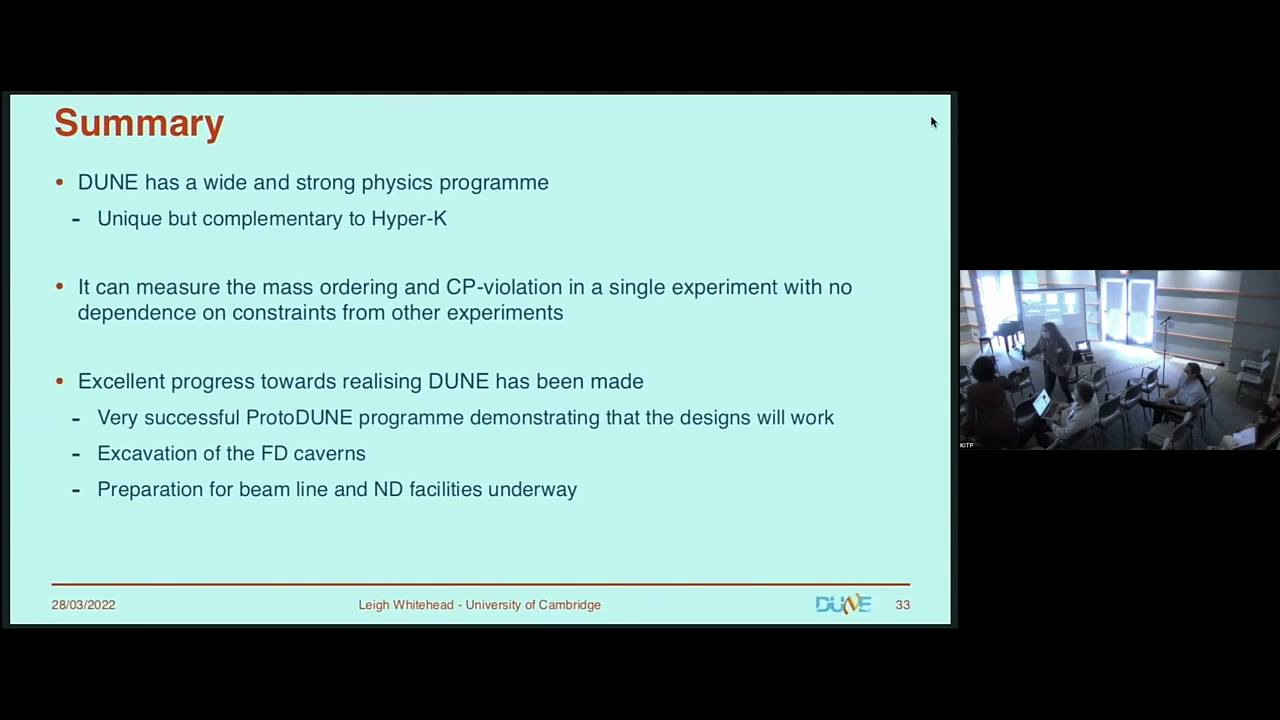 Summary
• DUNE has a wide and strong physics programme
- Unique but complementary to Hyper-K
• It can measure the mass ordering and CP-violation in a single experiment with no
dependence on constraints from other experiments
• Excellent progress towards realising DUNE has been made
- Very successful ProtoDUNE programme demonstrating that the designs will work
- Excavation of the FD caverns
- Preparation for beam line and ND facilities underway
28/03/2022
Leigh Whitehead - University of Cambridge
DUNE
33
KITP